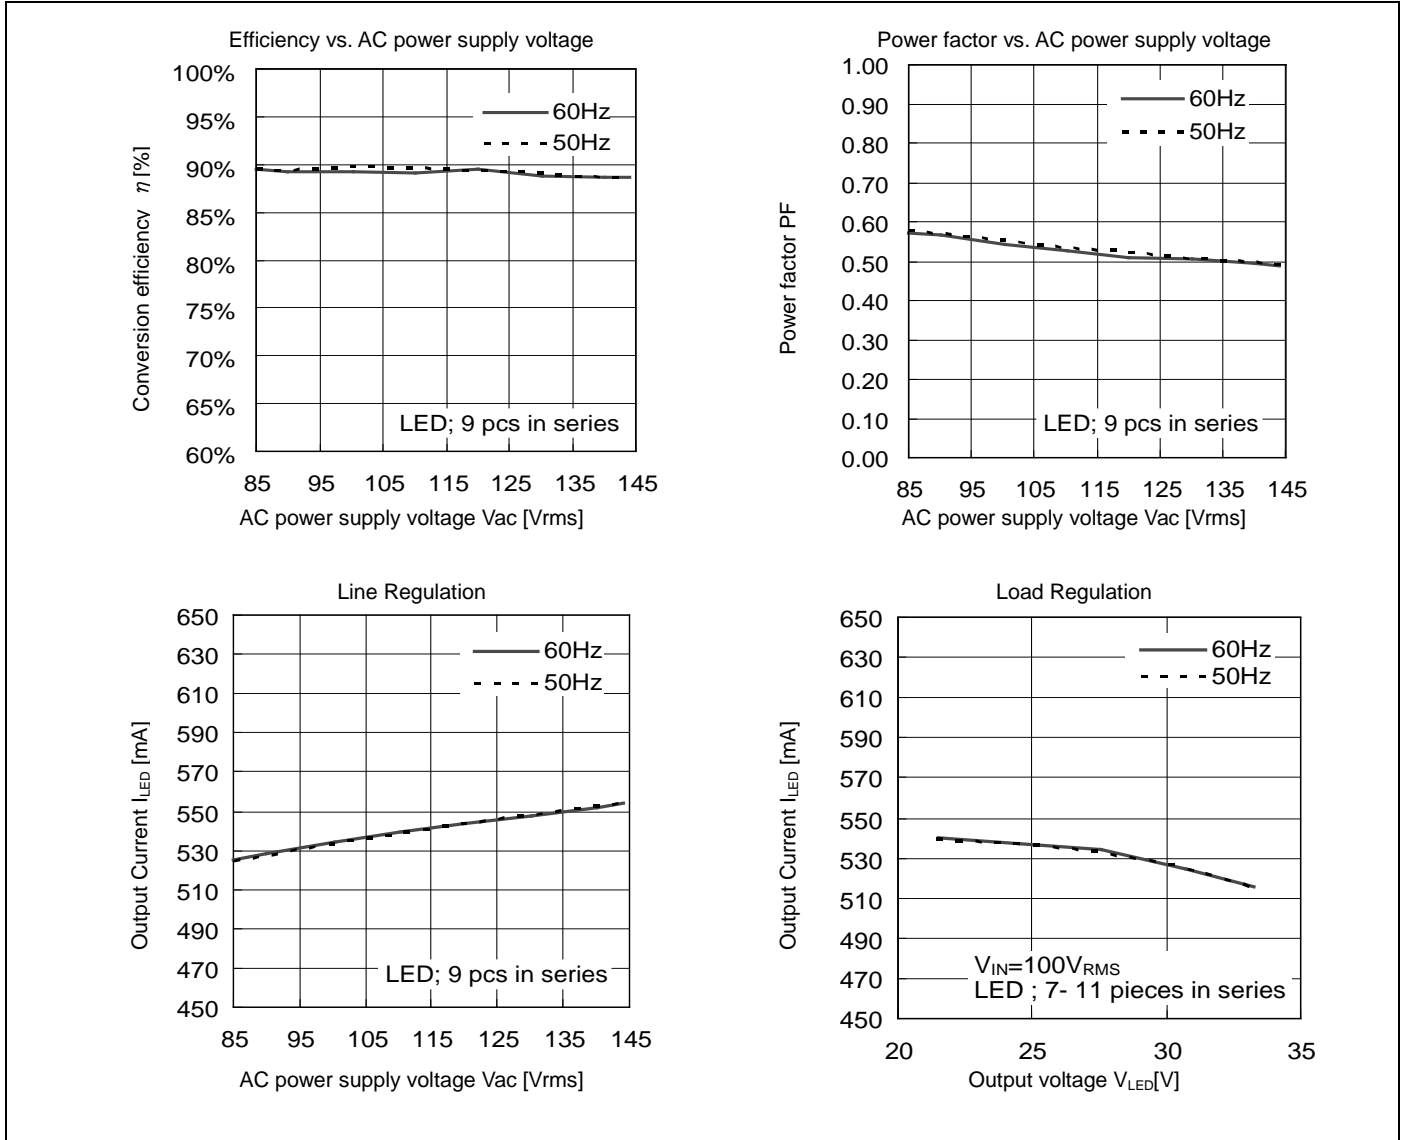 Efficiency vs. AC power supply voltage
100%
95%
90%
85%
80%
75%
70%
65%
60%
Conversion efficiency η [%]
60Hz
50Hz
LED; 9 pcs in series
85 95 105 115 125 135 145
AC power supply voltage Vac [Vrms]
Power factor vs. AC power supply voltage
1.00
0.90
0.80
0.70
0.60
0.50
0.40
0.30
0.20
0.10
0.00
Power factor PF
60Hz
50Hz
LED; 9 pcs in series
85 95 105 115 125 135 145
AC power supply voltage Vac [Vrms]
Line Regulation
650
630
610
590
570
550
530
510
490
470
450
Output Current ILED [mA]
60Hz
50Hz
LED; 9 pcs in series
85 95 105 115 125 135 145
AC power supply voltage Vac [Vrms]
Load Regulation
650
630
610
590
570
550
530
510
490
470
450
Output Current ILED [mA]
60Hz
50Hz
VIN=100VRMS
LED ; 7- 11 pieces in series
20 25 30 35
Output voltage VLED[V]